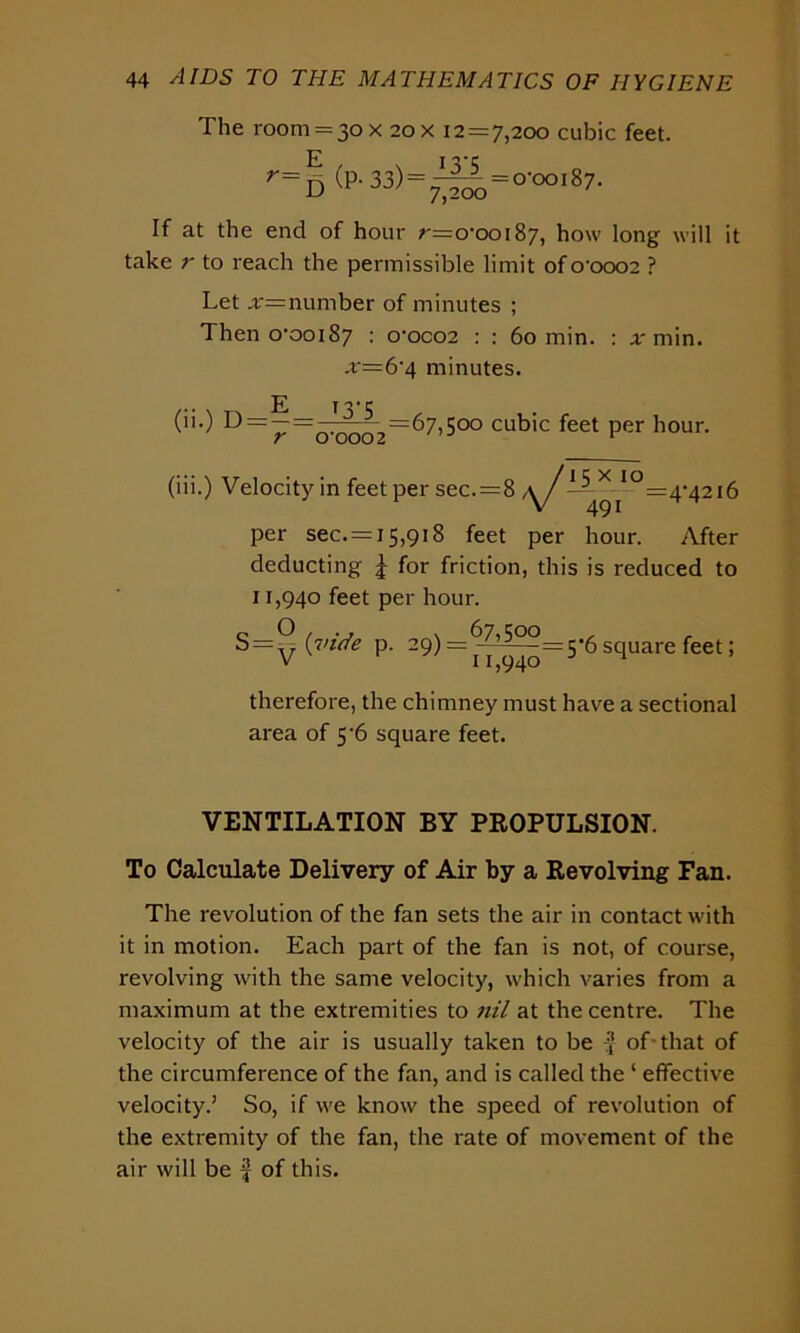 44 AIDS TO THE MATHEMATICS OF HYGIENE
The room = 30 x 20 x 12=7,200 cubic feet.
r= E/D (p. 33)= 13·5/7,200 =0·00187.
If at the end of hour r=0·00187, how long will it
take r to reach the permissible limit of 0·0002 ?
Let x=number of minutes ;
Then 0·00187 : 0·0002 : : 60 min. : x min.
x=6·4 minutes.
(ii.) D= E/r = 13·5/0·0002 =67,500 cubic feet per hour.
(iii.) Velocity in feet per sec.=8 √(15 × 10/491) =4·4216
per sec.=15,918 feet per hour. After
deducting ¼ for friction, this is reduced to
11,940 feet per hour.
S= O/V (vide p. 29) = 67,500/11,940 = 5·6 square feet ;
therefore, the chimney must have a sectional
area of 5·6 square feet.
VENTILATION BY PROPULSION.
To Calculate Delivery of Air by a Revolving Fan.
The revolution of the fan sets the air in contact with
it in motion. Each part of the fan is not, of course,
revolving with the same velocity, which varies from a
maximum at the extremities to nil at the centre. The
velocity of the air is usually taken to be ¾ of that of
the circumference of the fan, and is called the ‘ effective
velocity.’ So, if we know the speed of revolution of
the extremity of the fan, the rate of movement of the
air will be ¾ of this.